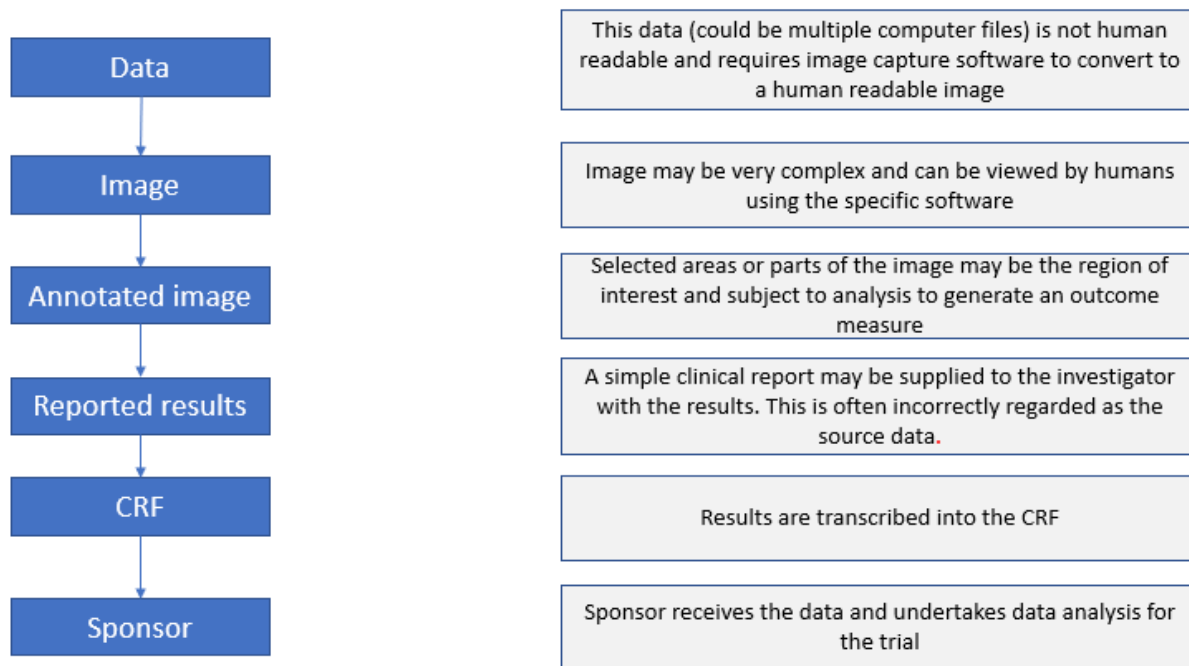 Data
This data (could be multiple computer files) is not human
readable and requires image capture software to convert to
a human readable image
Image
Image may be very complex and can be viewed by humans
using the specific software
Annotated image
Selected areas or parts of the image may be the region of
interest and subject to analysis to generate an outcome
measure
Reported results
A simple clinical report may be supplied to the investigator
with the results. This is often incorrectly regarded as the
source data.
CRF
Results are transcribed into the CRF
Sponsor
Sponsor receives the data and undertakes data analysis for
the trial